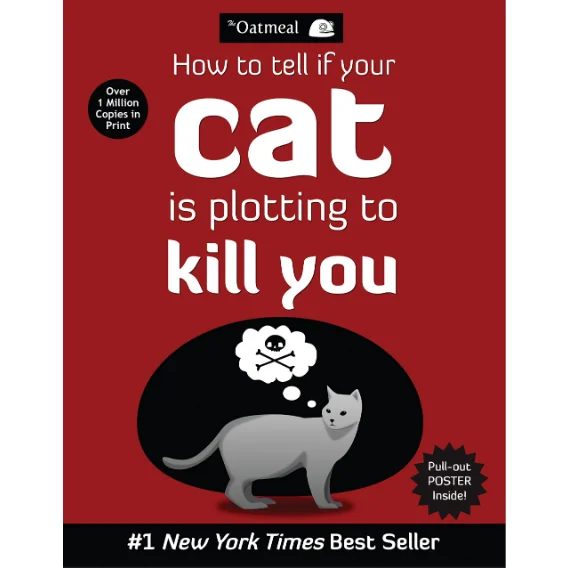 The Oatmeal
How to tell if your
cat
is plotting to
kill you
Over
1 Million
Copies in
Print
Pull-out
POSTER
Inside!
#1 New York Times Best Seller